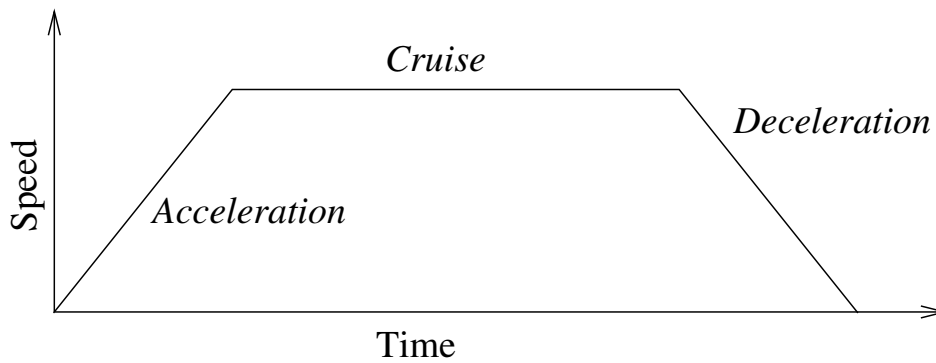 Cruise
Deceleration
Acceleration
Speed
Time